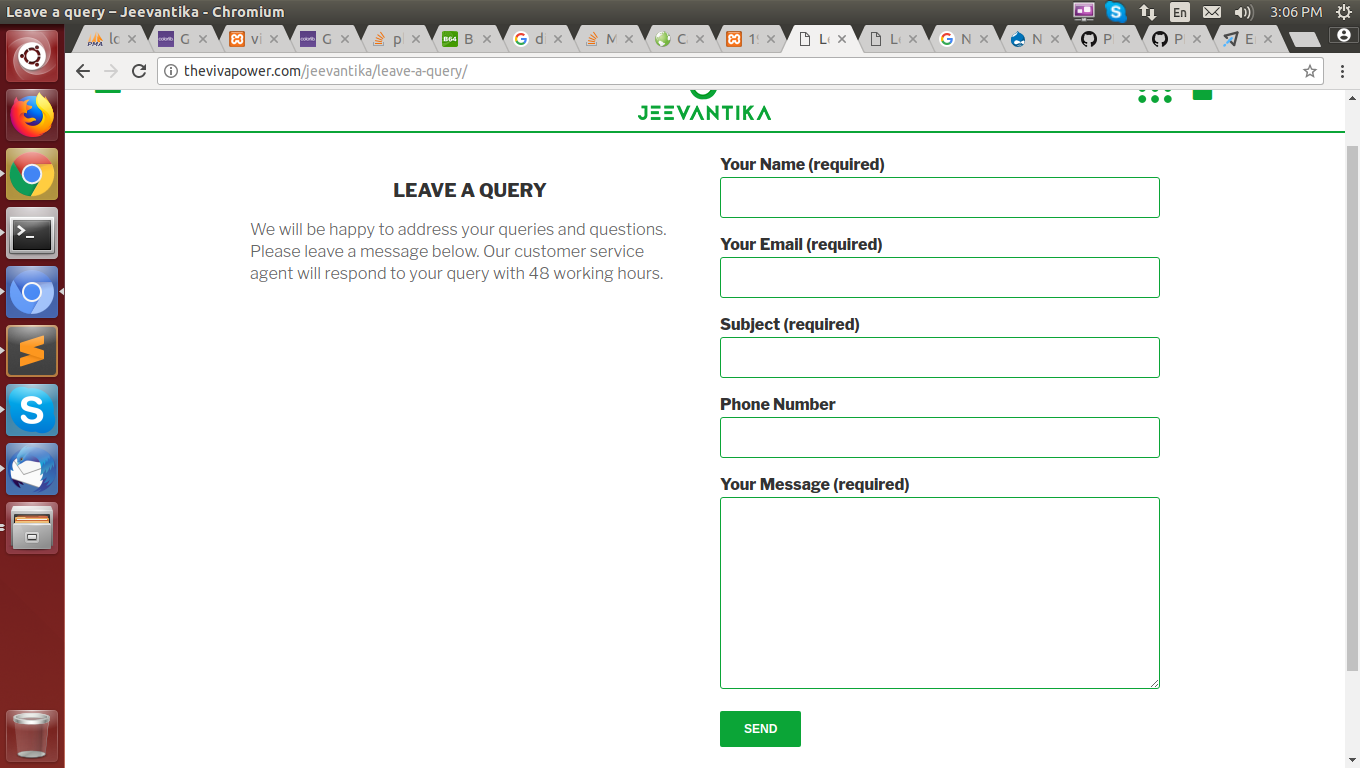 Leave a query – Jeevantika - Chromium
En
3:06 PM
PMA
G
G
B
G
M
G
N
thevivapower.com/jeevantika/leave-a-query/
JEEVANTIKA
LEAVE A QUERY
We will be happy to address your queries and questions.
Please leave a message below. Our customer service
agent will respond to your query with 48 working hours.
Your Name (required)
Your Email (required)
Subject (required)
Phone Number
Your Message (required)
SEND